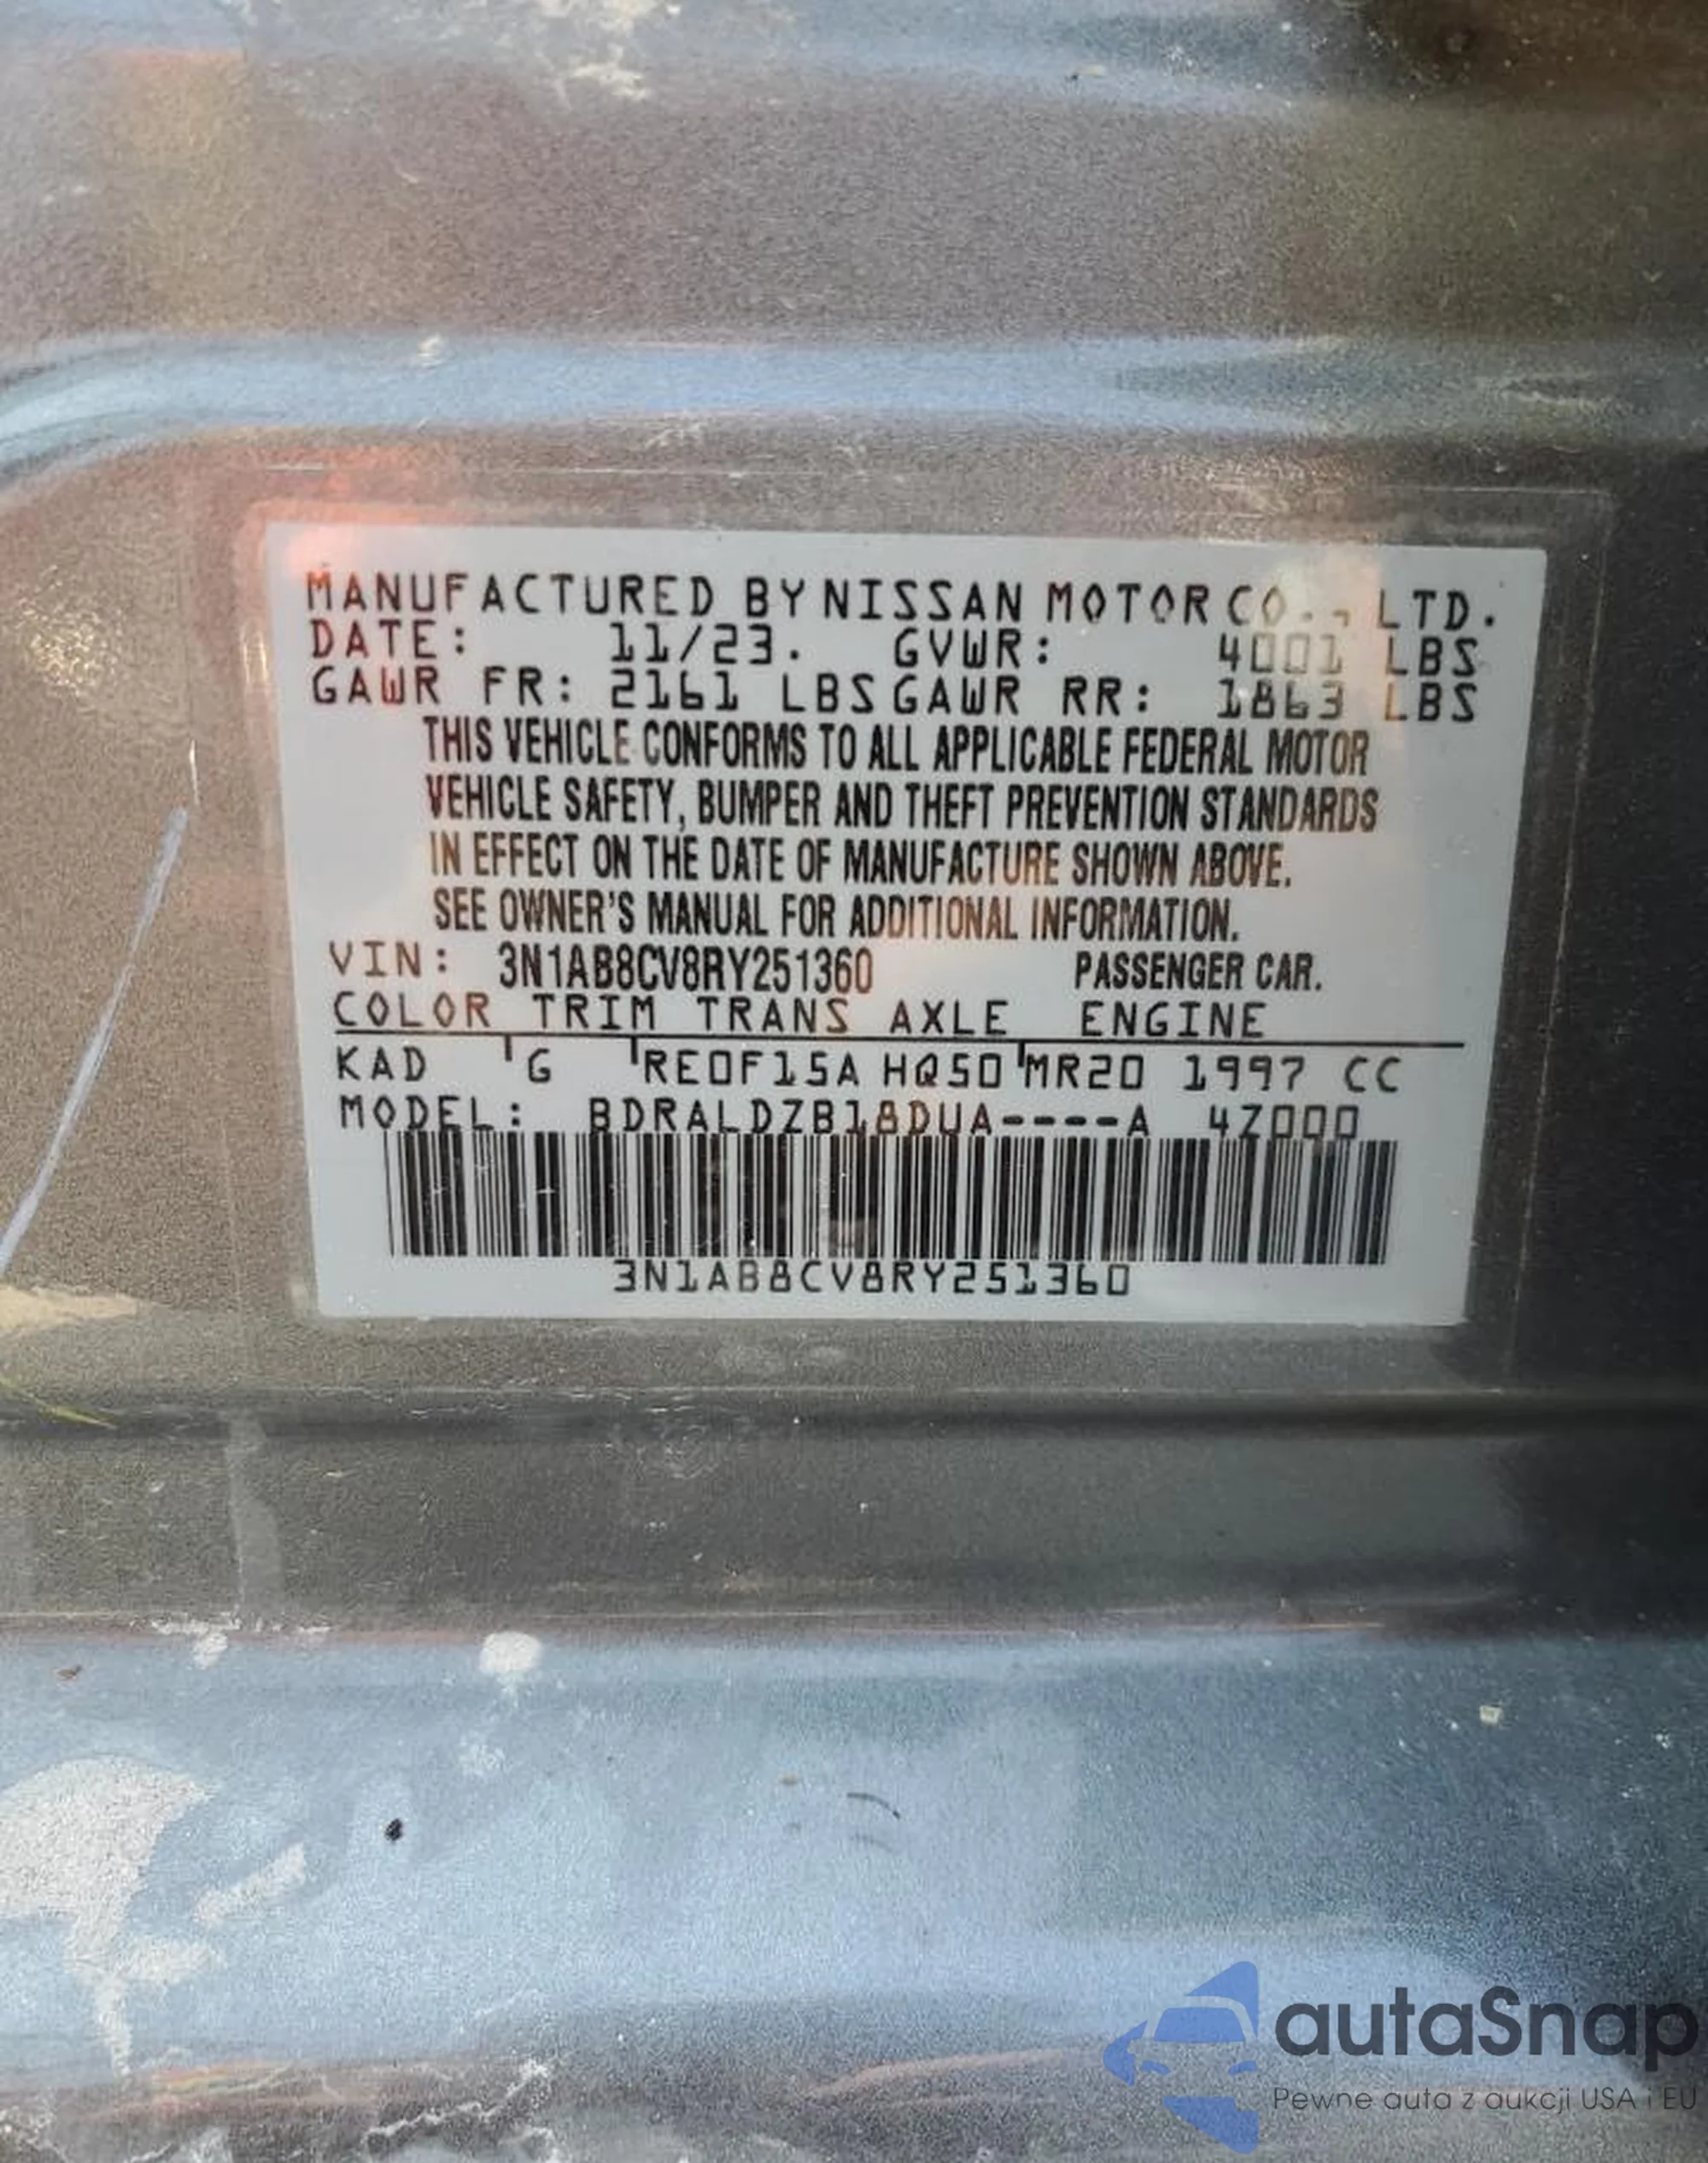 MANUFACTURED BY NISSAN MOTOR CO., LTD.
DATE: 11/23. GVWR: 4001 LBS
GAWR FR: 2161 LBS GAWR RR: 1863 LBS
THIS VEHICLE CONFORMS TO ALL APPLICABLE FEDERAL MOTOR
VEHICLE SAFETY, BUMPER AND THEFT PREVENTION STANDARDS
IN EFFECT ON THE DATE OF MANUFACTURE SHOWN ABOVE.
SEE OWNER'S MANUAL FOR ADDITIONAL INFORMATION.
VIN: 3N1AB8CV8RY251360 PASSENGER CAR.
COLOR TRIM TRANS AXLE ENGINE
KAD G RE0F15A HQ50 MR20 1997 CC
MODEL: BDRALDZB18DUA----A 4Z000
3N1AB8CV8RY251360
autaSnap
Pewne auta z aukcji USA i EU